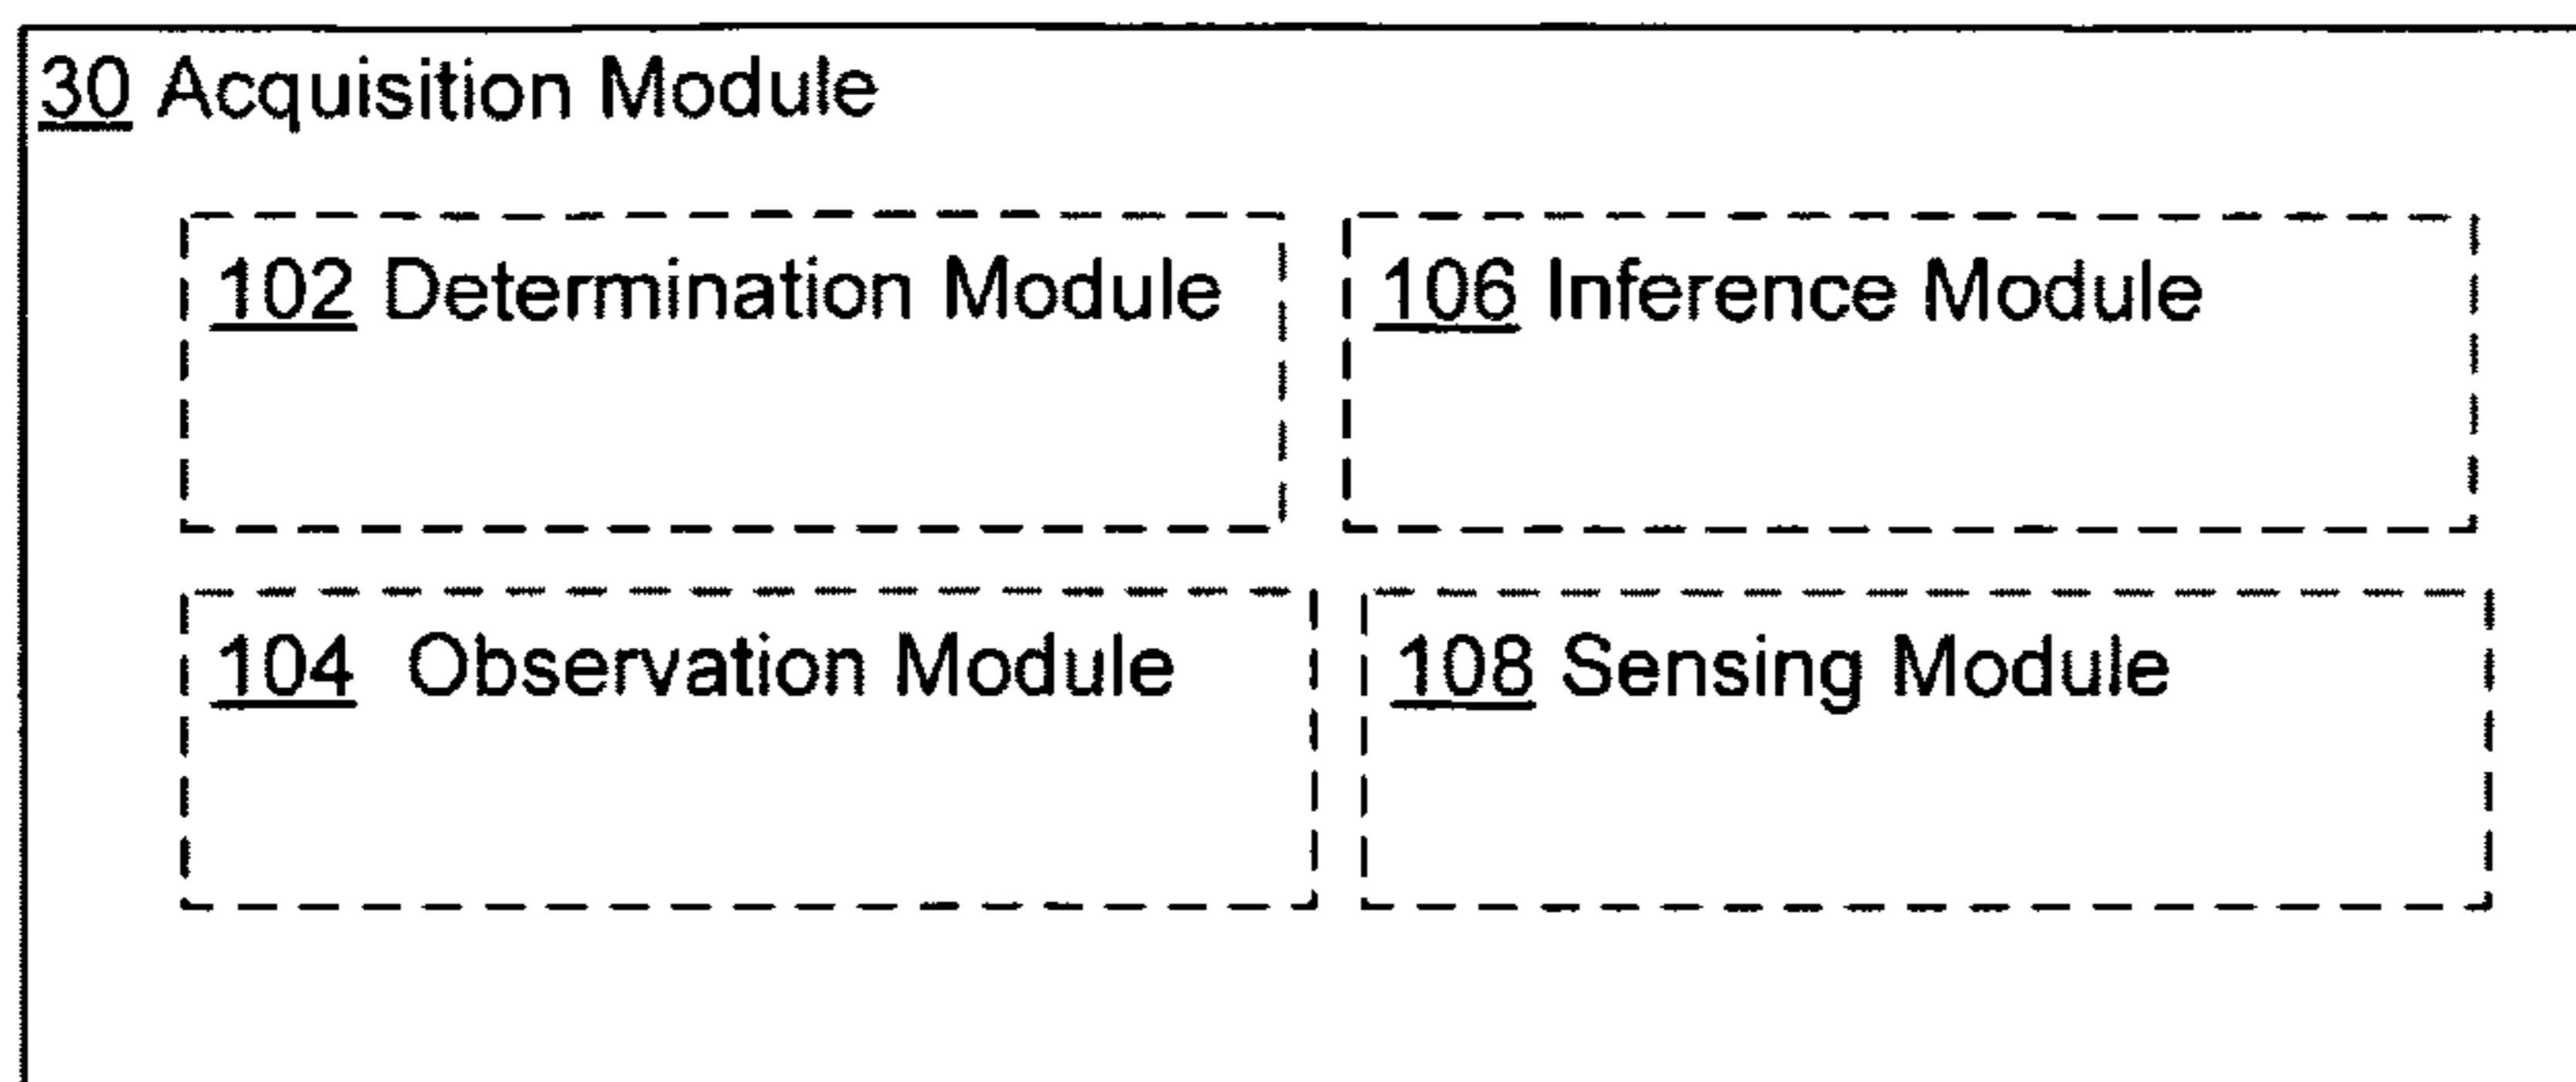 30 Acquisition Module
102 Determination Module
106 Inference Module
104 Observation Module
108 Sensing Module